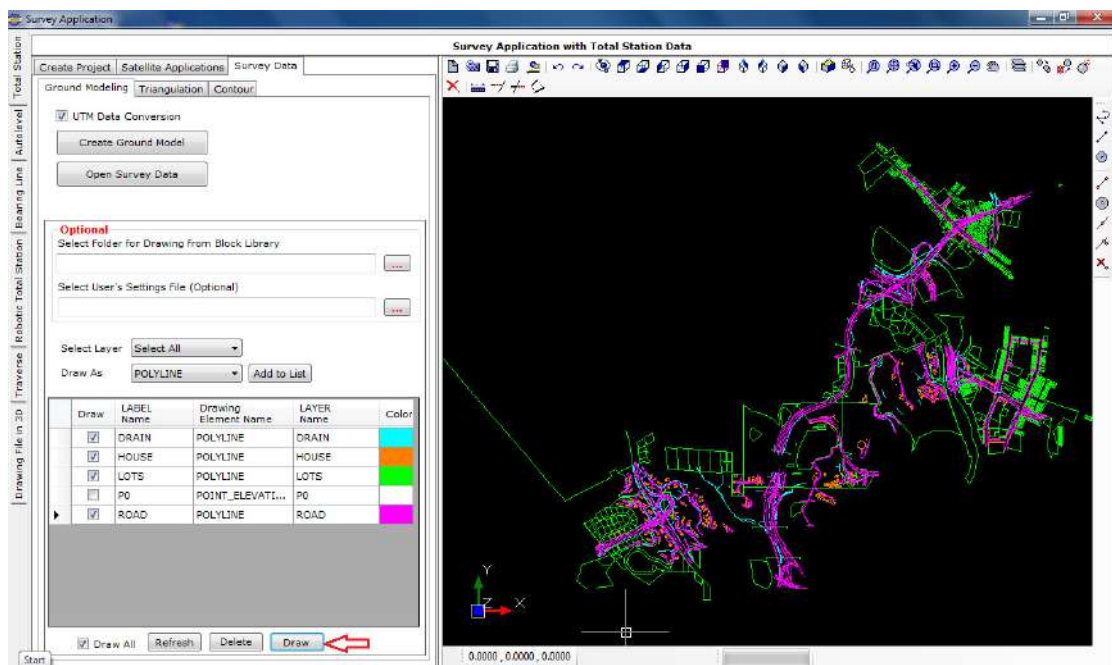 Survey Application
Survey Application with Total Station Data
Total Station
Autolevel
Bearing Line
Robotic Total Station
Traverse
Drawing File in 3D
Create Project
Satellite Applications
Survey Data
Ground Modeling
Triangulation
Contour
UTM Data Conversion
Create Ground Model
Open Survey Data
Optional
Select Folder for Drawing from Block Library
...
Select User's Settings File (Optional)
...
Select Layer Select All
Draw As POLYLINE Add to List
Draw LABEL Name Drawing Element Name LAYER Name Color
DRAIN POLYLINE DRAIN
HOUSE POLYLINE HOUSE
LOTS POLYLINE LOTS
P0 POINT_ELEVATI... P0
ROAD POLYLINE ROAD
Draw All Refresh Delete Draw
Start
Y
Z X
0.0000 , 0.0000 , 0.0000